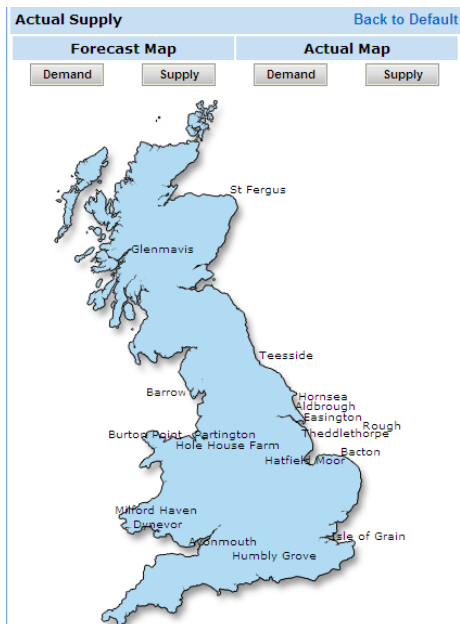 Actual Supply Back to Default
Forecast Map Actual Map
Demand Supply Demand Supply
St Fergus
Glenmavis
Teesside
Barrow
Hornsea
Aldbrough
Easington
Rough
Burton Point Partington Theddlethorpe
Hole House Farm
Bacton
Hatfield Moor
Milford Haven
Dynevor
Isle of Grain
Avonmouth
Humbly Grove